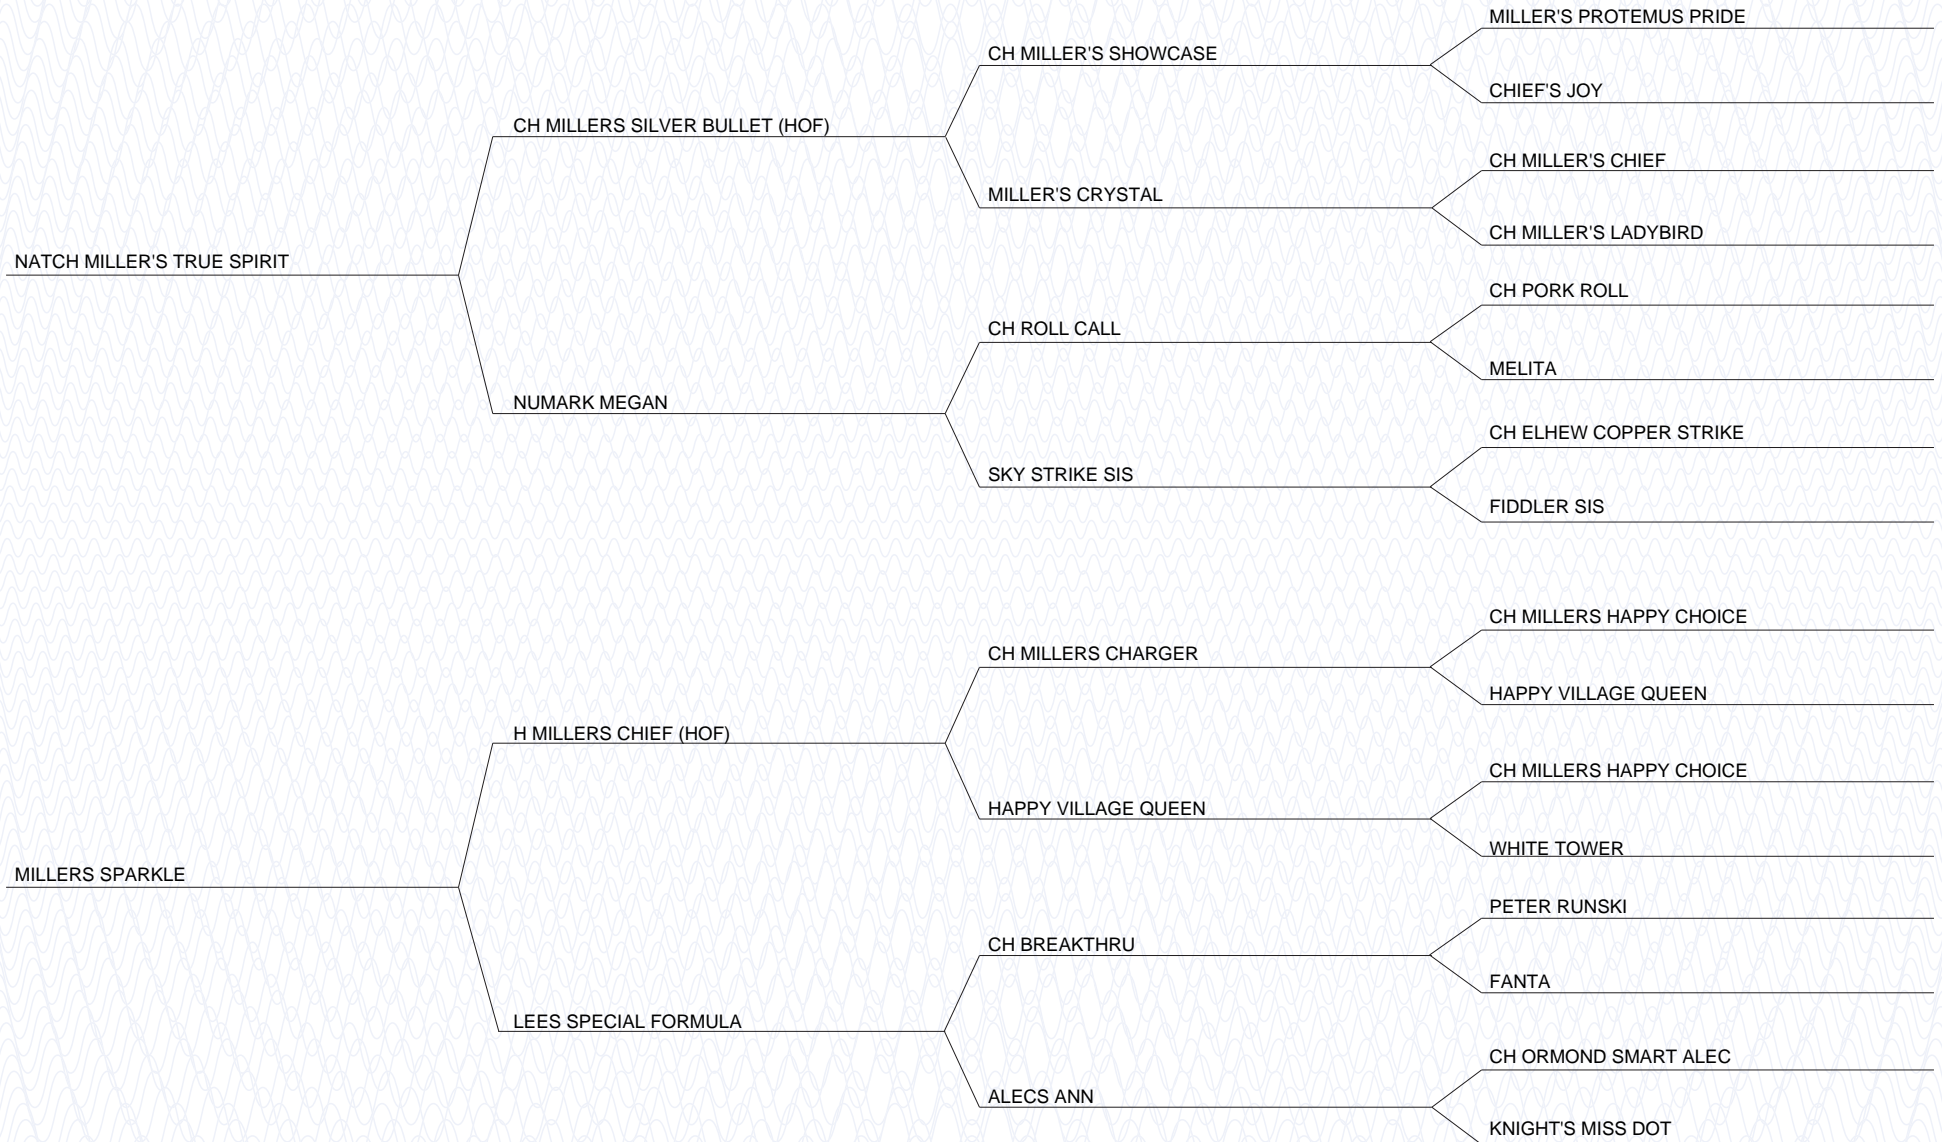 MILLER'S PROTEMUS PRIDE
CH MILLER'S SHOWCASE
CHIEF'S JOY
CH MILLERS SILVER BULLET (HOF)
CH MILLER'S CHIEF
MILLER'S CRYSTAL
CH MILLER'S LADYBIRD
NATCH MILLER'S TRUE SPIRIT
CH PORK ROLL
CH ROLL CALL
MELITA
NUMARK MEGAN
CH ELHEW COPPER STRIKE
SKY STRIKE SIS
FIDDLER SIS
CH MILLERS HAPPY CHOICE
CH MILLERS CHARGER
HAPPY VILLAGE QUEEN
H MILLERS CHIEF (HOF)
CH MILLERS HAPPY CHOICE
HAPPY VILLAGE QUEEN
WHITE TOWER
MILLERS SPARKLE
PETER RUNSKI
CH BREAKTHRU
FANTA
LEES SPECIAL FORMULA
CH ORMOND SMART ALEC
ALECS ANN
KNIGHT'S MISS DOT